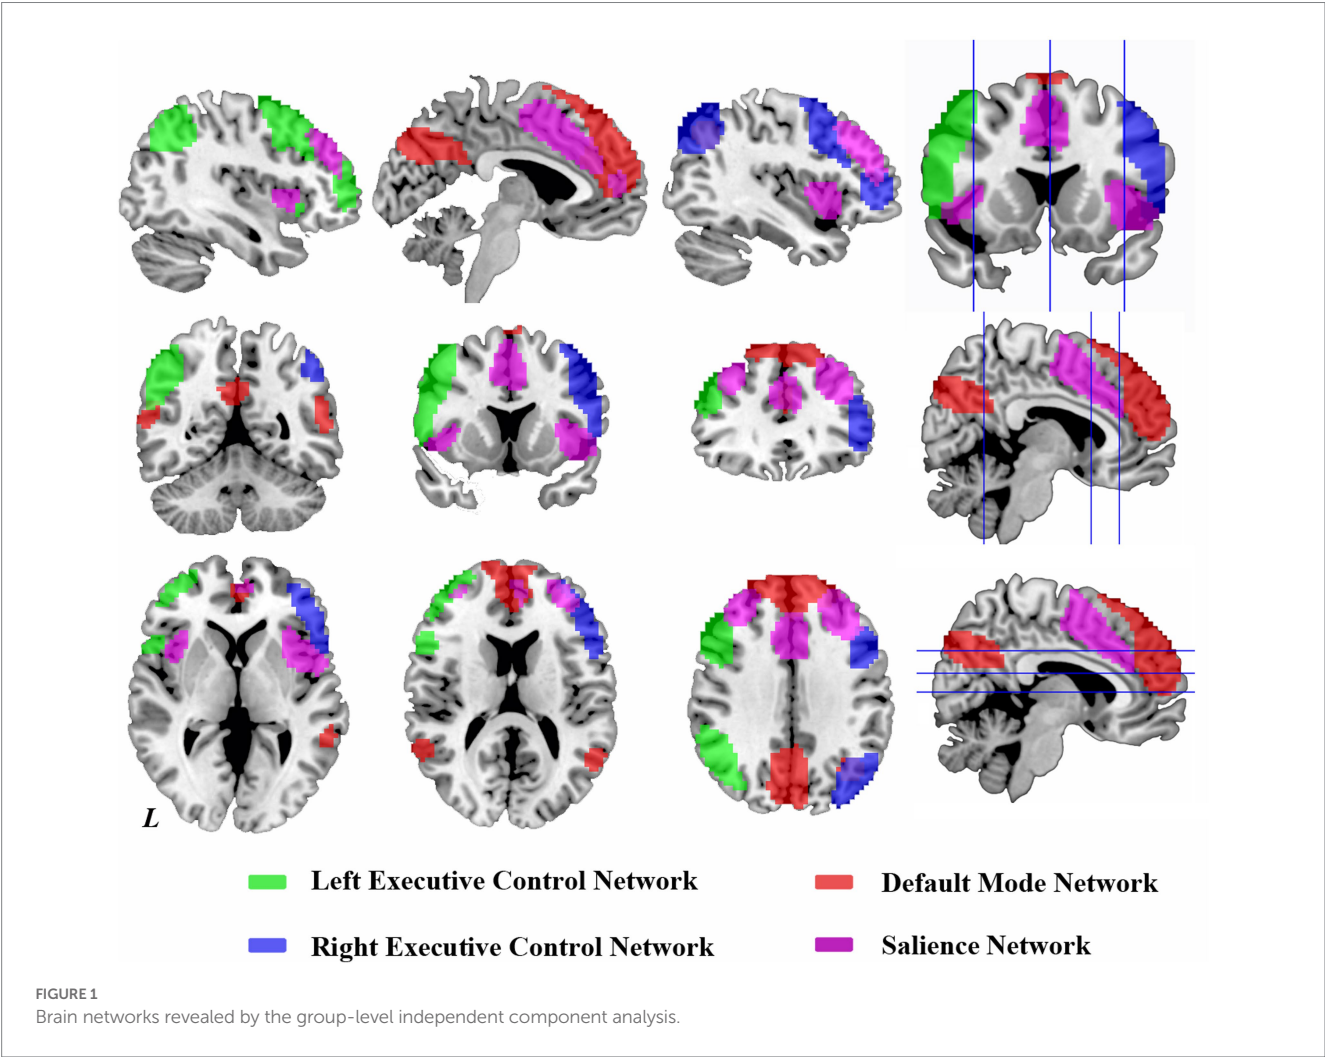 L
Left Executive Control Network
Default Mode Network
Right Executive Control Network
Salience Network
FIGURE 1
Brain networks revealed by the group-level independent component analysis.